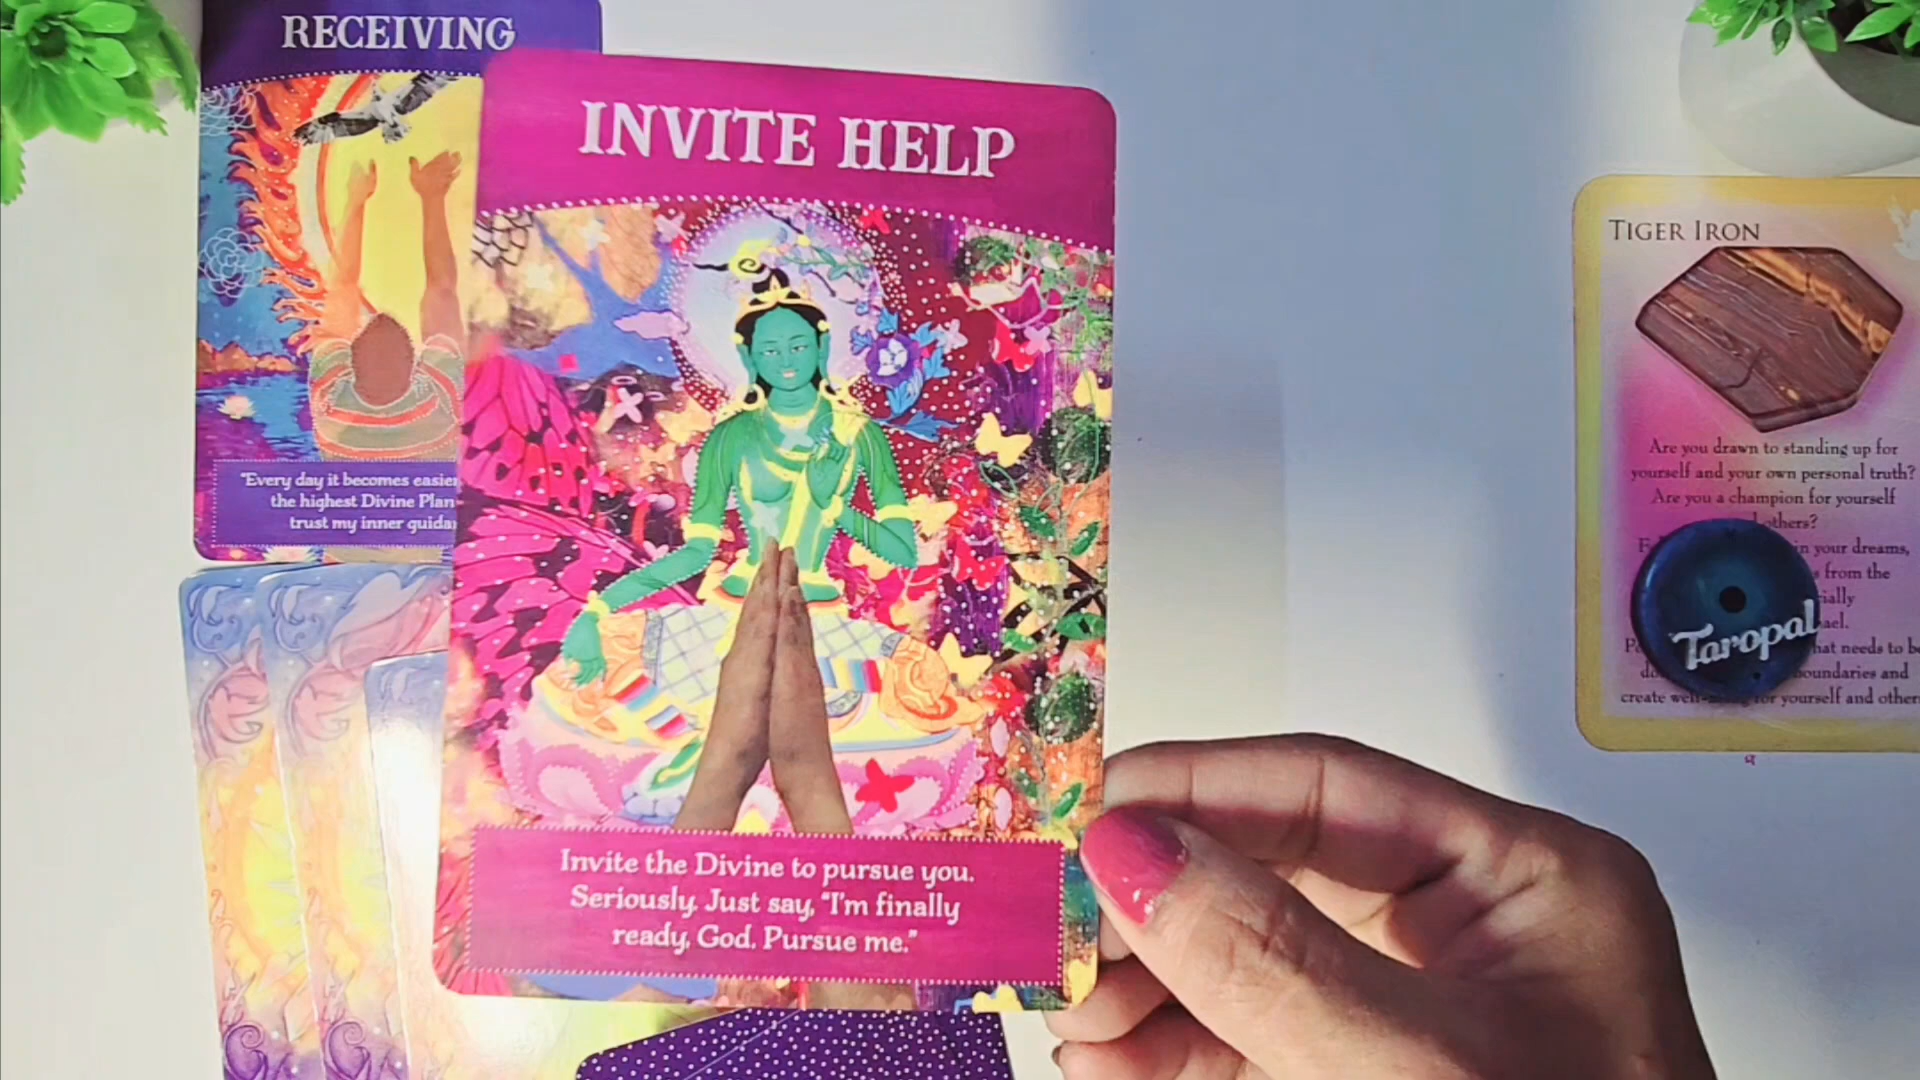 RECEIVING
"Every day it becomes easier
the highest Divine Plan
trust my inner
INVITE HELP
Invite the Divine to pursue you.
Seriously. Just say, "I'm finally
ready, God. Pursue me."
TIGER IRON
Are you drawn to standing up for
yourself and your own personal truth?
Are you a champion for yourself
others?
in your dreams,
from the
hat needs to be
boundaries and
create for yourself and other
Taropal